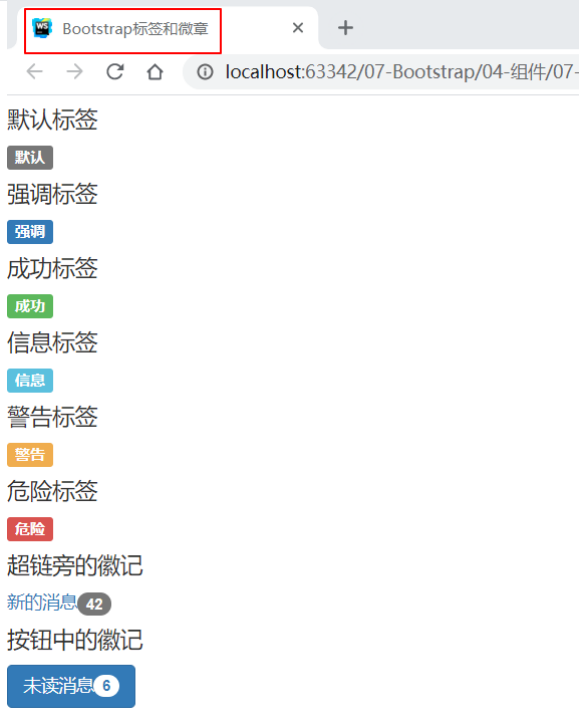 WS Bootstrap标签和微章
localhost:63342/07-Bootstrap/04-组件/07-
默认标签
默认
强调标签
强调
成功标签
成功
信息标签
信息
警告标签
警告
危险标签
危险
超链旁的徽记
新的消息42
按钮中的徽记
未读消息6